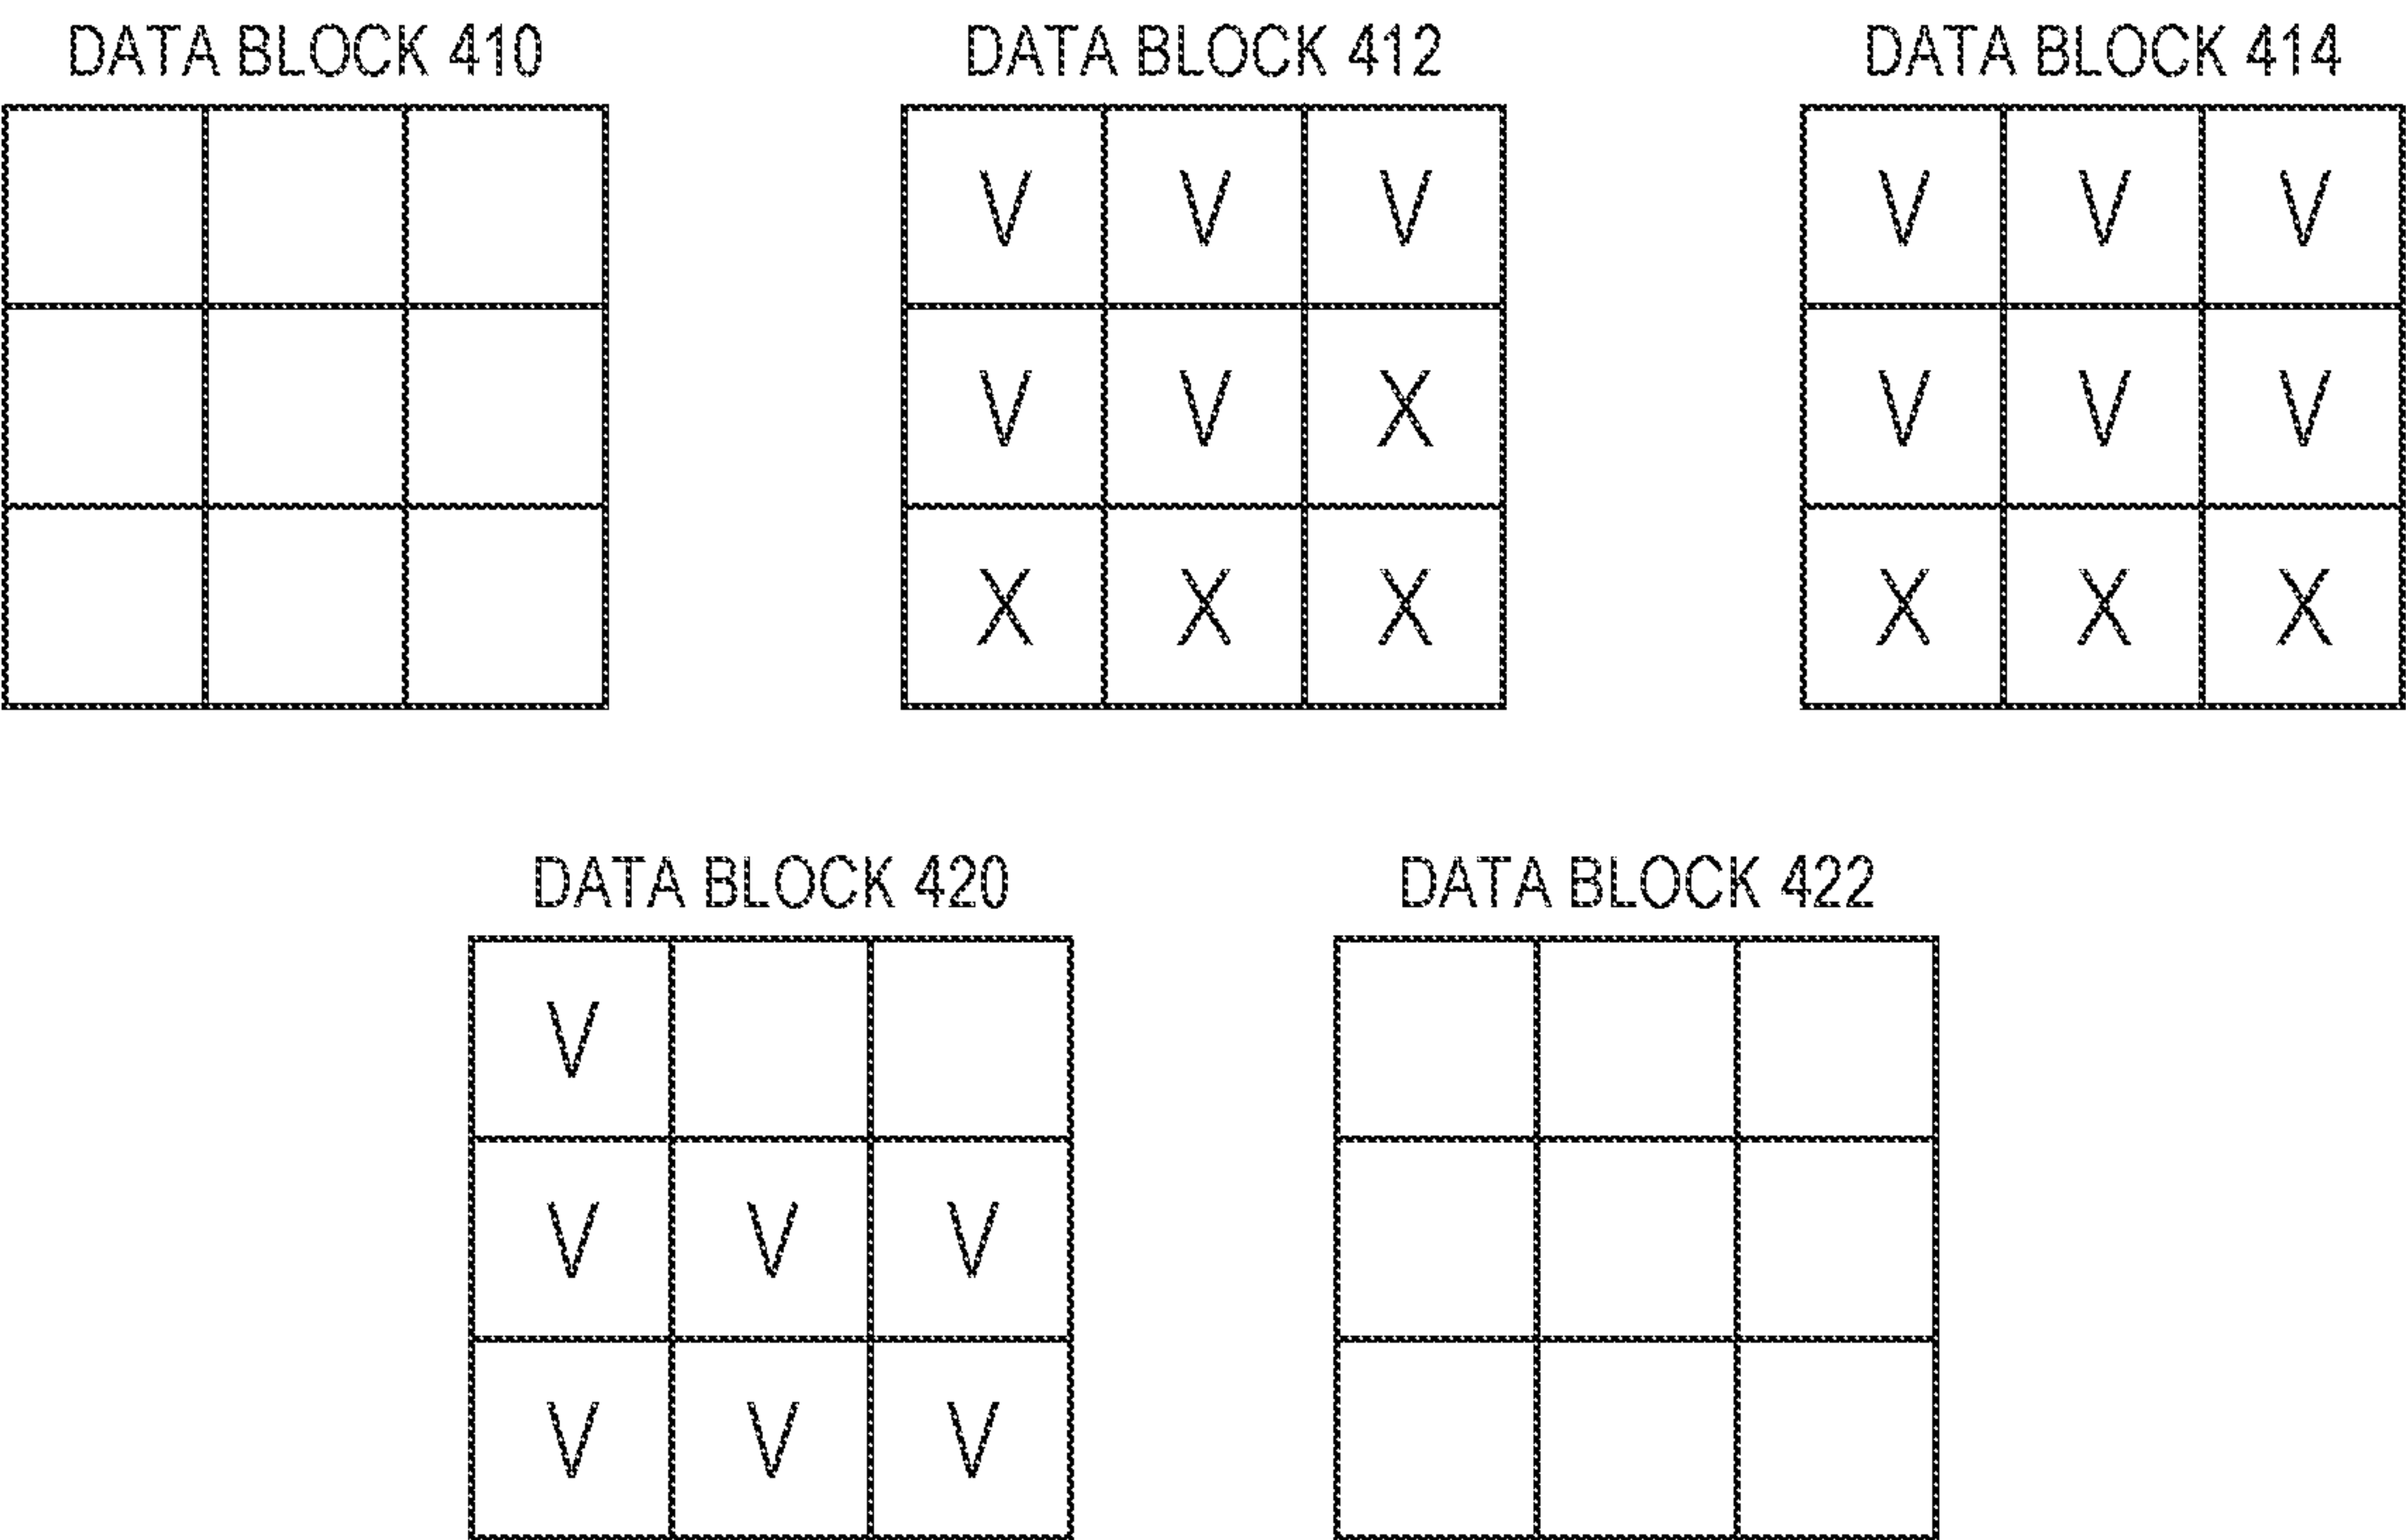 DATA BLOCK 410 DATA BLOCK 412 DATA BLOCK 414
V V V V V V
V V X V V V
X X X X X X
DATA BLOCK 420 DATA BLOCK 422
V
V V V
V V V